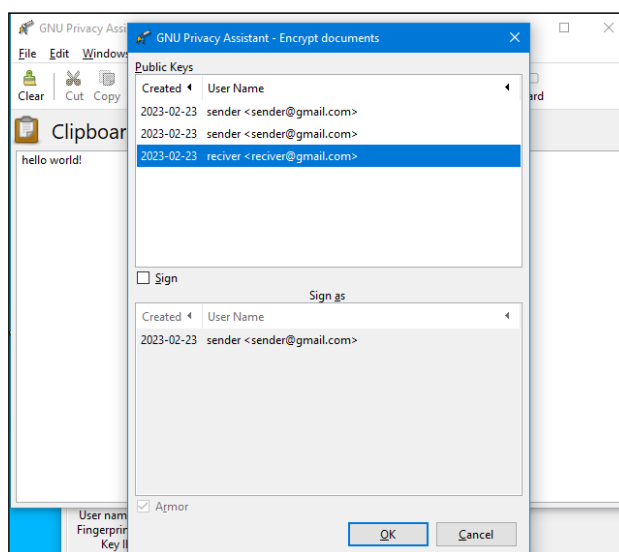 GNU Privacy Assi
GNU Privacy Assistant - Encrypt documents
File Edit Window
Clear Cut Copy
ard
Clipboar
hello world!
Public Keys
Created User Name
2023-02-23 sender <sender@gmail.com>
2023-02-23 sender <sender@gmail.com>
2023-02-23 reciver <reciver@gmail.com>
Sign
Sign as
Created User Name
2023-02-23 sender <sender@gmail.com>
Armor
OK Cancel
User nam
Fingerprin
Key I